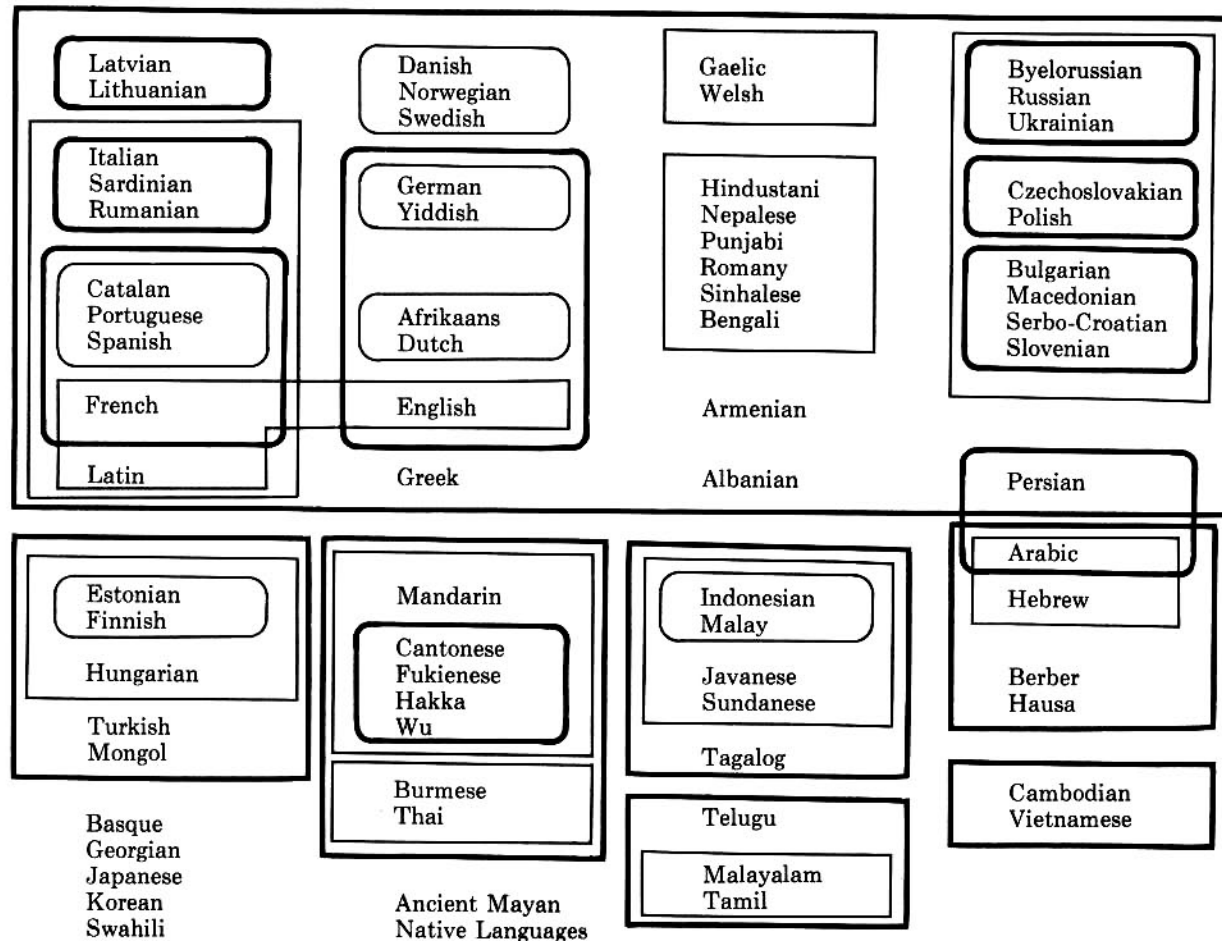 Latvian
Lithuanian
Italian
Sardinian
Rumanian
Catalan
Portuguese
Spanish
French
Latin
Danish
Norwegian
Swedish
German
Yiddish
Afrikaans
Dutch
English
Greek
Gaelic
Welsh
Hindustani
Nepalese
Punjabi
Romany
Sinhalese
Bengali
Armenian
Albanian
Byelorussian
Russian
Ukrainian
Czechoslovakian
Polish
Bulgarian
Macedonian
Serbo-Croatian
Slovenian
Persian
Estonian
Finnish
Hungarian
Turkish
Mongol
Basque
Georgian
Japanese
Korean
Swahili
Mandarin
Cantonese
Fukienese
Hakka
Wu
Burmese
Thai
Ancient Mayan
Native Languages
Indonesian
Malay
Javanese
Sundanese
Tagalog
Telugu
Malayalam
Tamil
Arabic
Hebrew
Berber
Hausa
Cambodian
Vietnamese